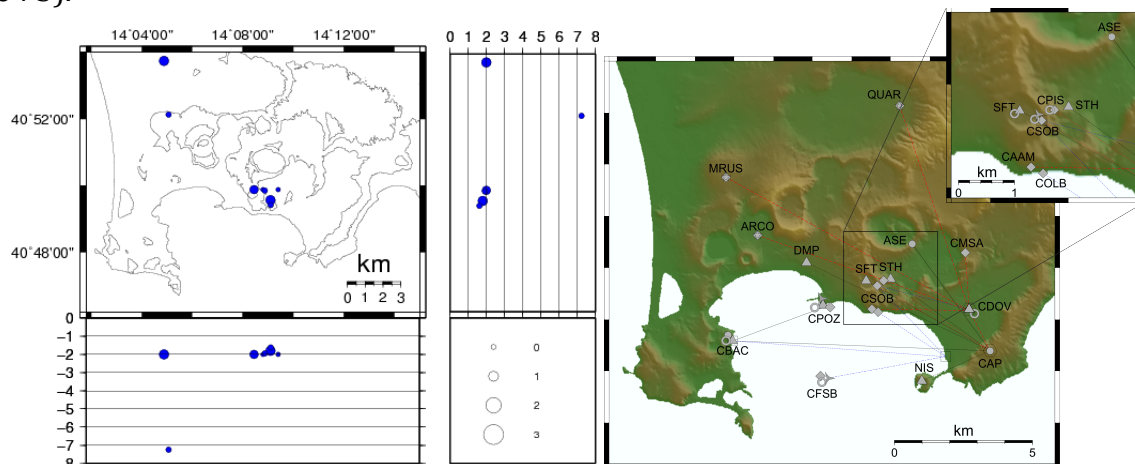 14°04'00" 14°08'00" 14°12'00"
40°52'00"
40°48'00"
km
0 1 2 3
0 1 2 3 4 5 6 7 8
0
−1
−2
−3
−4
−5
−6
−7
0
1
2
3
QUAR
MRUS
ARCO
DMP
ASE
CMSA
SFT STH
CSOB
CDOV
CPOZ
CBAC
CAP
NIS
CFSB
km
0 5
ASE
SFT CPIS STH
CSOB
CAAM
COLB
km
0 1